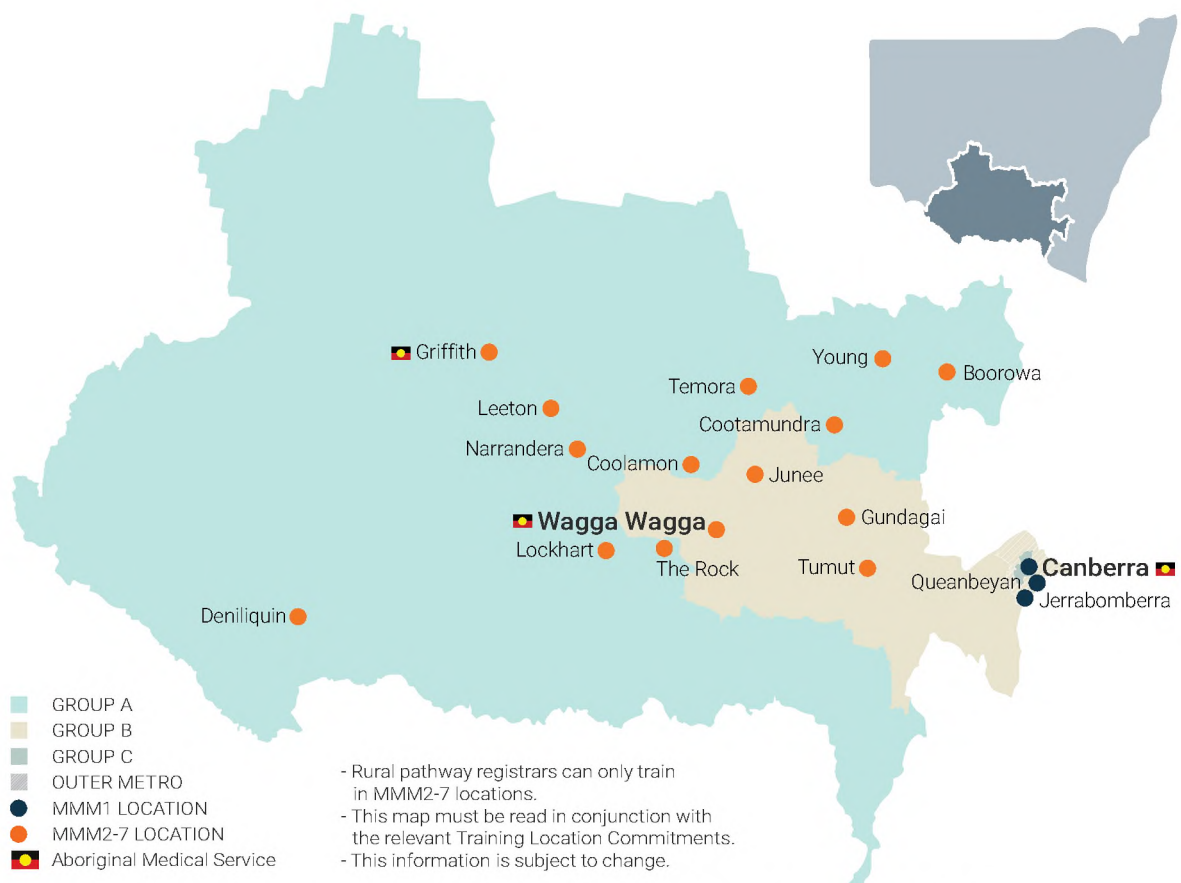 Griffith
Young
Boorowa
Temora
Leeton
Cootamundra
Narrandera
Coolamon
Junee
Gundagai
Wagga Wagga
Lockhart
The Rock
Tumut
Canberra
Queanbeyan
Jerrabomberra
Deniliquin
GROUP A
GROUP B
GROUP C
OUTER METRO
MMM1 LOCATION
MMM2-7 LOCATION
Aboriginal Medical Service
- Rural pathway registrars can only train
in MMM2-7 locations.
- This map must be read in conjunction with
the relevant Training Location Commitments.
- This information is subject to change.